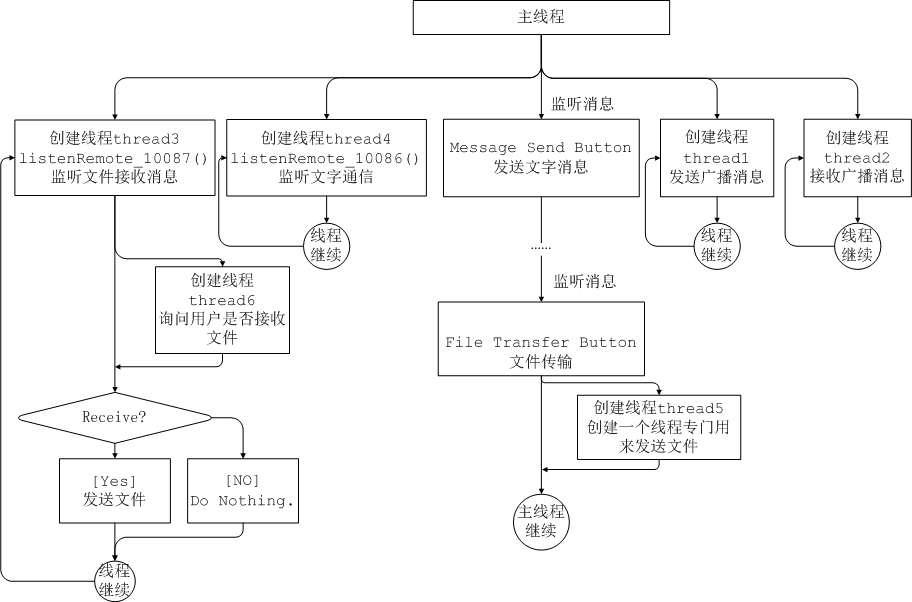 主线程
监听消息
创建线程thread3
listenRemote_10087()
监听文件接收消息
创建线程thread4
listenRemote_10086()
监听文字通信
Message Send Button
发送文字消息
创建线程
thread1
发送广播消息
创建线程
thread2
接收广播消息
线程
继续
线程
继续
线程
继续
......
监听消息
创建线程
thread6
询问用户是否接收
文件
File Transfer Button
文件传输
创建线程thread5
创建一个线程专门用
来发送文件
Receive?
[Yes]
发送文件
[NO]
Do Nothing.
主线程
继续
线程
继续